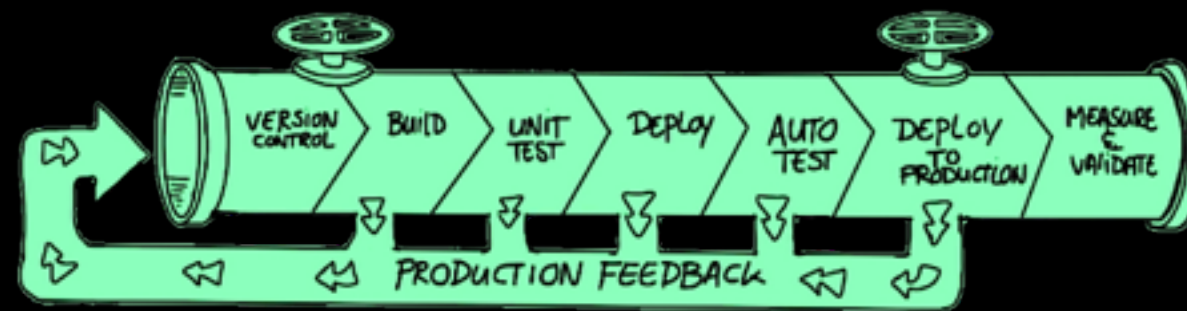 VERSION
CONTROL
BUILD
UNIT
TEST
DEPLOY
AUTO
TEST
DEPLOY
TO
PRODUCTION
MEASURE
&
VALIDATE
PRODUCTION FEEDBACK